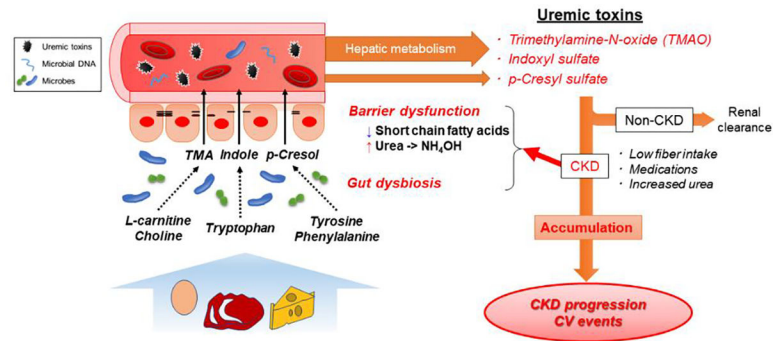 Uremic toxins
Microbial DNA
Microbes
Hepatic metabolism
Uremic toxins
· Trimethylamine-N-oxide (TMAO)
· Indoxyl sulfate
· p-Cresyl sulfate
Barrier dysfunction
↓ Short chain fatty acids
↑ Urea -> NH₄OH
Gut dysbiosis
Non-CKD
Renal
clearance
CKD
· Low fiber intake
· Medications
· Increased urea
TMA Indole p-Cresol
L-carnitine
Choline
Tryptophan
Tyrosine
Phenylalanine
Accumulation
CKD progression
CV events